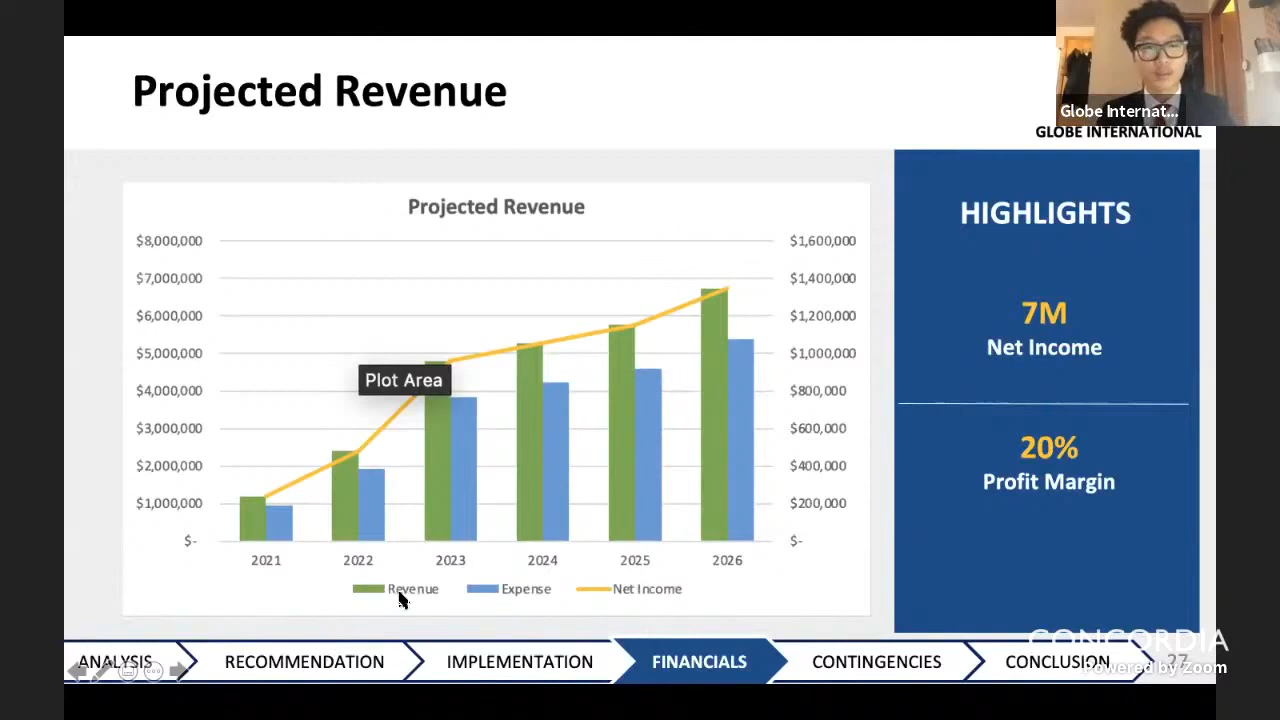 Projected Revenue
Globe Internat...
GLOBE INTERNATIONAL
Projected Revenue
$8,000,000
$7,000,000
$6,000,000
$5,000,000
$4,000,000
$3,000,000
$2,000,000
$1,000,000
$-
$1,600,000
$1,400,000
$1,200,000
$1,000,000
$800,000
$600,000
$400,000
$200,000
$-
Plot Area
2021 2022 2023 2024 2025 2026
Revenue Expense Net Income
HIGHLIGHTS
7M
Net Income
20%
Profit Margin
CONCORDIA
ANALYSIS RECOMMENDATION IMPLEMENTATION FINANCIALS CONTINGENCIES CONCLUSION 27
Powered by Zoom